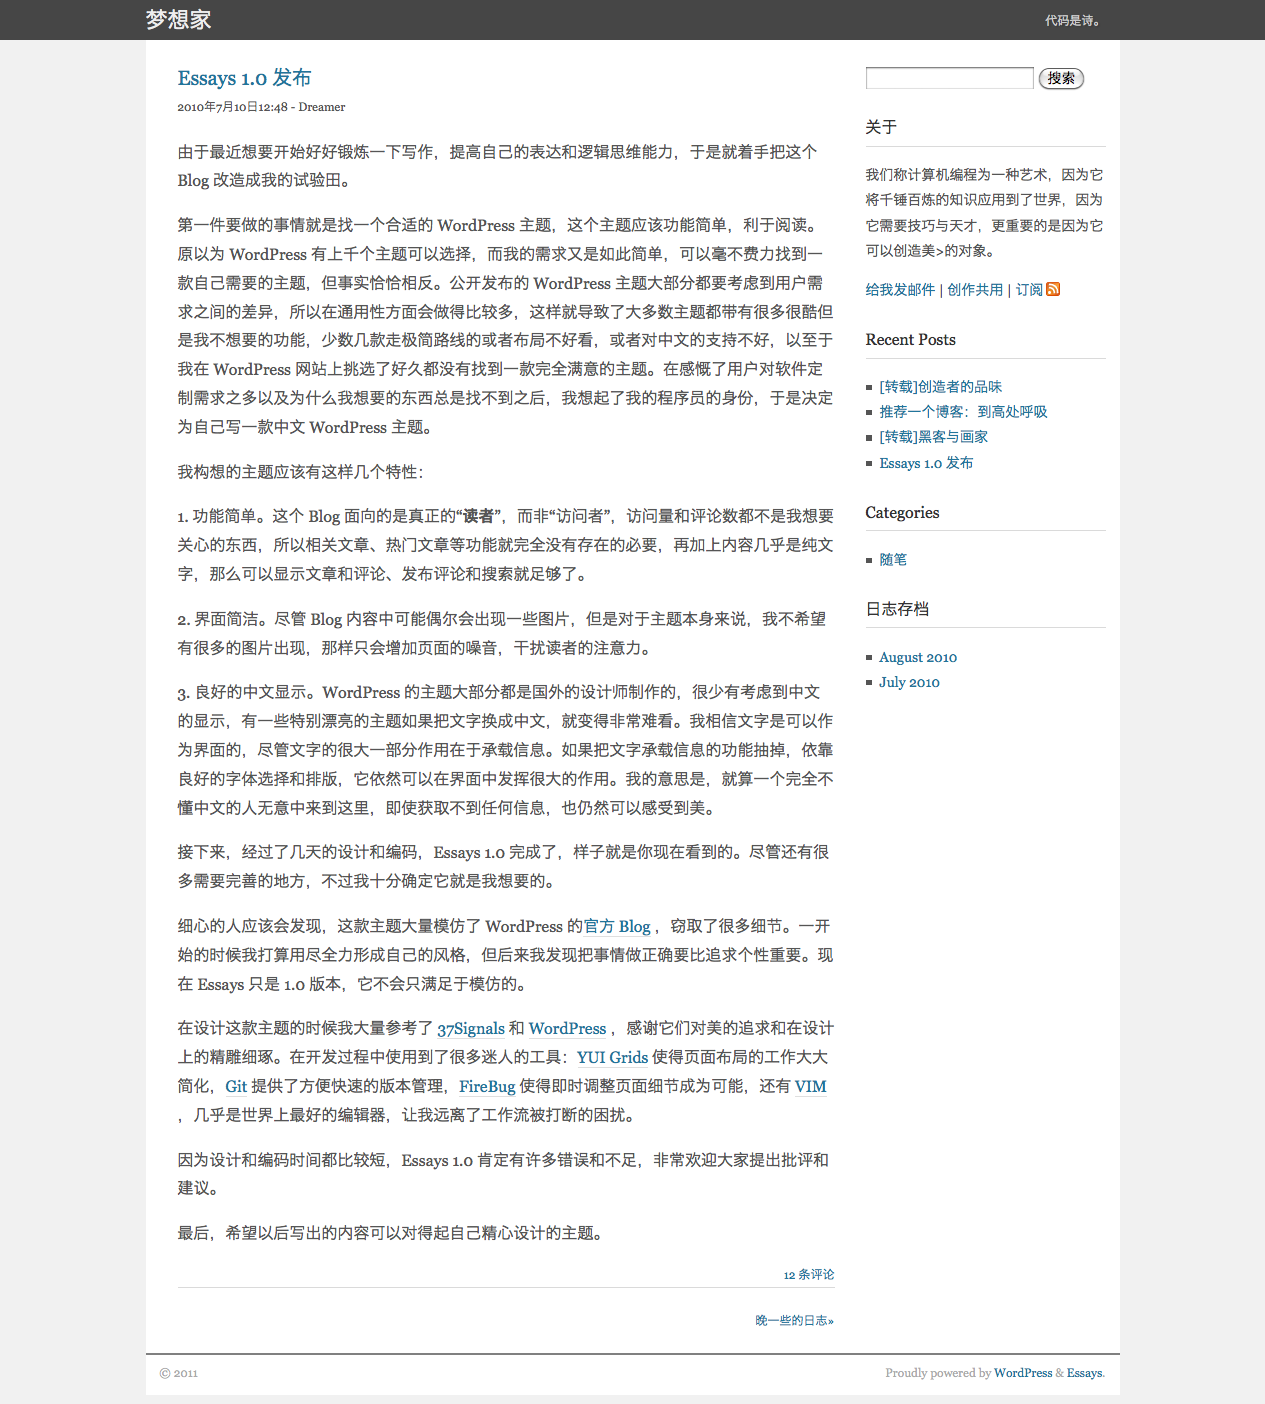 梦想家
代码是诗。
Essays 1.0 发布
2010年7月10日12:48 - Dreamer
由于最近想要开始好好锻炼一下写作，提高自己的表达和逻辑思维能力，于是就着手把这个
Blog 改造成我的试验田。
第一件要做的事情就是找一个合适的 WordPress 主题，这个主题应该功能简单，利于阅读。
原以为 WordPress 有上千个主题可以选择，而我的需求又是如此简单，可以毫不费力找到一
款自己需要的主题，但事实恰恰相反。公开发布的 WordPress 主题大部分都要考虑到用户需
求之间的差异，所以在通用性方面会做得比较多，这样就导致了大多数主题都带有很多很酷但
是我不想要的功能，少数几款走极简路线的或者布局不好看，或者对中文的支持不好，以至于
我在 WordPress 网站上挑选了好久都没有找到一款完全满意的主题。在感慨了用户对软件定
制需求之多以及为什么我想要的东西总是找不到之后，我想起了我的程序员的身份，于是决定
为自己写一款中文 WordPress 主题。
我构想的主题应该有这样几个特性：
1. 功能简单。这个 Blog 面向的是真正的“读者”，而非“访问者”，访问量和评论数都不是我想要
关心的东西，所以相关文章、热门文章等功能就完全没有存在的必要，再加上内容几乎是纯文
字，那么可以显示文章和评论、发布评论和搜索就足够了。
2. 界面简洁。尽管 Blog 内容中可能偶尔会出现一些图片，但是对于主题本身来说，我不希望
有很多的图片出现，那样只会增加页面的噪音，干扰读者的注意力。
3. 良好的中文显示。WordPress 的主题大部分都是国外的设计师制作的，很少有考虑到中文
的显示，有一些特别漂亮的主题如果把文字换成中文，就变得非常难看。我相信文字是可以作
为界面的，尽管文字的很大一部分作用在于承载信息。如果把文字承载信息的功能抽掉，依靠
良好的字体选择和排版，它依然可以在界面中发挥很大的作用。我的意思是，就算一个完全不
懂中文的人无意中来到这里，即使获取不到任何信息，也仍然可以感受到美。
接下来，经过了几天的设计和编码，Essays 1.0 完成了，样子就是你现在看到的。尽管还有很
多需要完善的地方，不过我十分确定它就是我想要的。
细心的人应该会发现，这款主题大量模仿了 WordPress 的官方 Blog ，窃取了很多细节。一开
始的时候我打算用尽全力形成自己的风格，但后来我发现把事情做正确要比追求个性重要。现
在 Essays 只是 1.0 版本，它不会只满足于模仿的。
在设计这款主题的时候我大量参考了 37Signals 和 WordPress ，感谢它们对美的追求和在设计
上的精雕细琢。在开发过程中使用到了很多迷人的工具：YUI Grids 使得页面布局的工作大大
简化，Git 提供了方便快速的版本管理，FireBug 使得即时调整页面细节成为可能，还有 VIM
，几乎是世界上最好的编辑器，让我远离了工作流被打断的困扰。
因为设计和编码时间都比较短，Essays 1.0 肯定有许多错误和不足，非常欢迎大家提出批评和
建议。
最后，希望以后写出的内容可以对得起自己精心设计的主题。
12 条评论
晚一些的日志»
搜索
关于
我们称计算机编程为一种艺术，因为它
将千锤百炼的知识应用到了世界，因为
它需要技巧与天才，更重要的是因为它
可以创造美>的对象。
给我发邮件 | 创作共用 | 订阅
Recent Posts
[转载]创造者的品味
推荐一个博客：到高处呼吸
[转载]黑客与画家
Essays 1.0 发布
Categories
随笔
日志存档
August 2010
July 2010
© 2011
Proudly powered by WordPress & Essays.